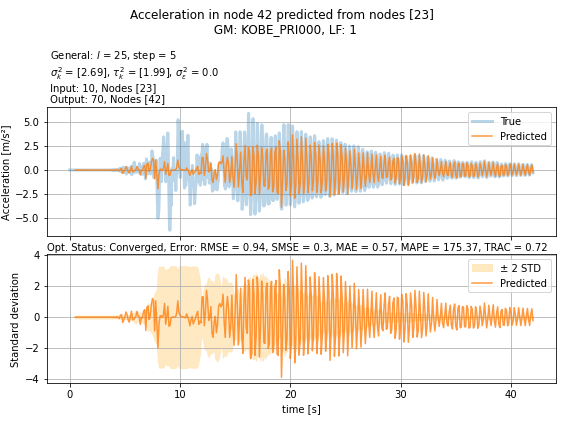 Acceleration in node 42 predicted from nodes [23]
GM: KOBE_PRI000, LF: 1
General: l = 25, step = 5
σ²ₖ = [2.69], τ²ₖ = [1.99], σ²ε = 0.0
Input: 10, Nodes [23]
Output: 70, Nodes [42]
Acceleration [m/s²]
5.0
2.5
0.0
−2.5
−5.0
True
Predicted
Opt. Status: Converged, Error: RMSE = 0.94, SMSE = 0.3, MAE = 0.57, MAPE = 175.37, TRAC = 0.72
Standard deviation
4
2
0
−2
−4
± 2 STD
Predicted
0 10 20 30 40
time [s]